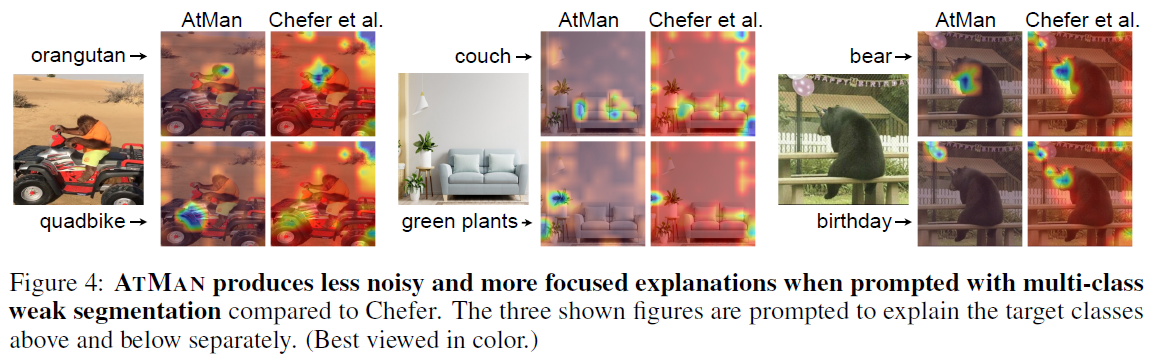 AtMan Chefer et al. AtMan Chefer et al. AtMan Chefer et al.
orangutan → couch → bear →
quadbike → green plants → birthday →
Figure 4: ATMAN produces less noisy and more focused explanations when prompted with multi-class
weak segmentation compared to Chefer. The three shown figures are prompted to explain the target classes
above and below separately. (Best viewed in color.)